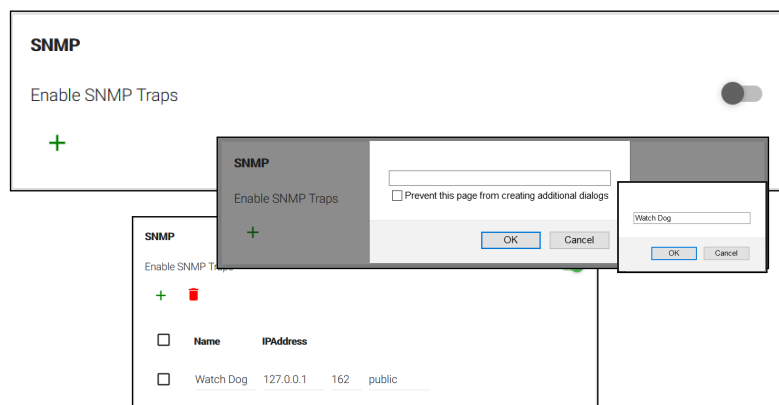 SNMP
Enable SNMP Traps
SNMP
Enable SNMP Traps
Prevent this page from creating additional dialogs
OK Cancel
Watch Dog
OK Cancel
SNMP
Enable SNMP
Name IPAddress
Watch Dog 127.0.0.1 162 public